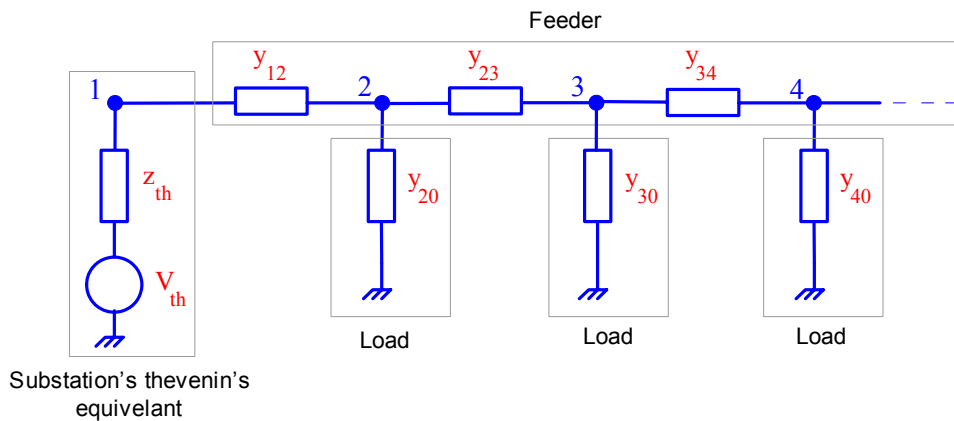 Feeder
y12
y23
y34
1
2
3
4
zth
y20
y30
y40
Vth
Load
Load
Load
Substation's thevenin's
equivelant